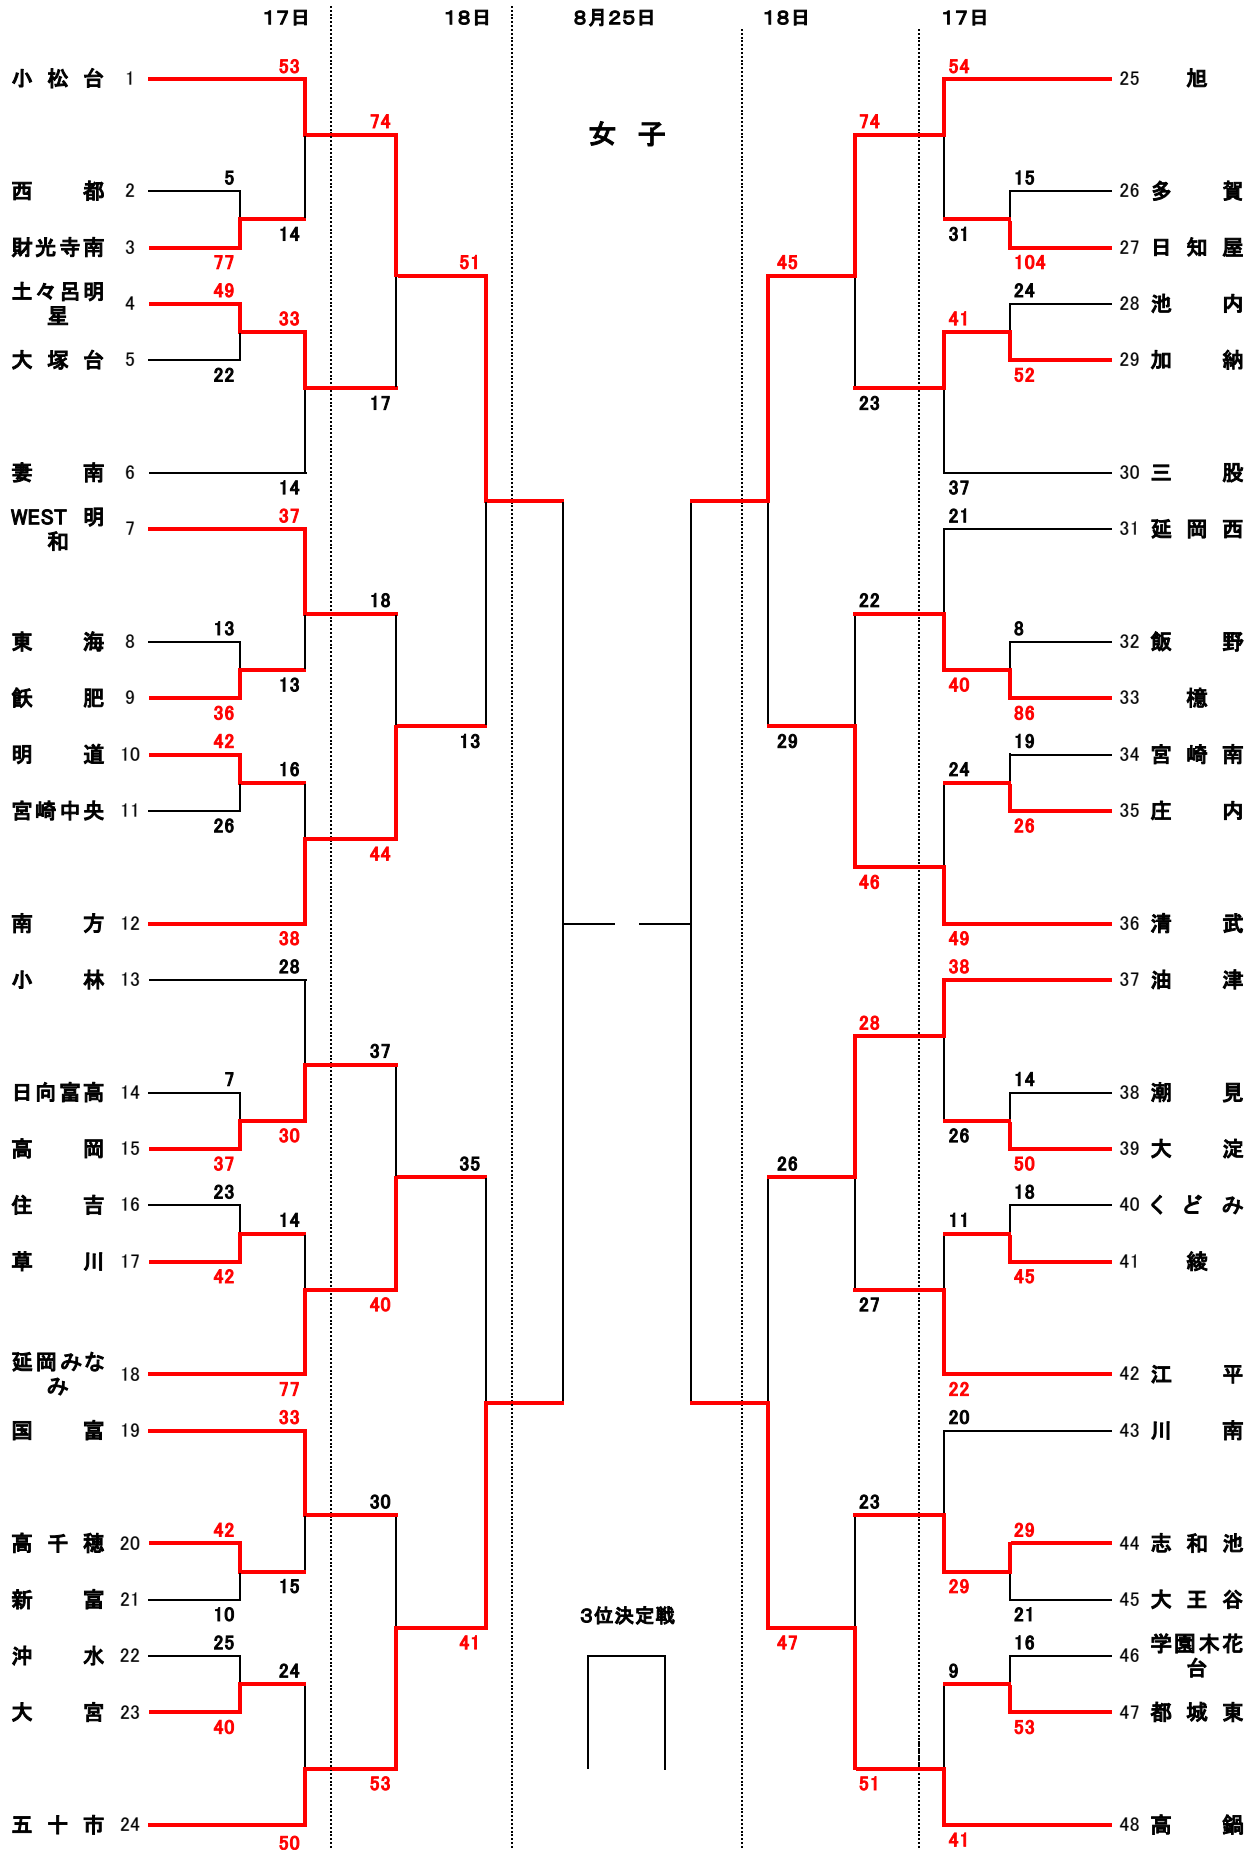 17日 18日 8月25日 18日 17日
女 子
小 松 台 1 53
74
西 都 2 5
14
財光寺南 3 77
51
土々呂明
星 4 49
33
大 塚 台 5 22
17
妻 南 6 14
WEST 明
和 7 37
18
東 海 8 13
13
飫 肥 9 36
13
明 道 10 42
16
宮崎中央 11 26
44
南 方 12 38
小 林 13 28
37
日向富高 14 7
30
高 岡 15 37
35
住 吉 16 23
14
草 川 17 42
40
延岡みな
み 18 77
国 富 19 33
30
高 千 穂 20 42
15
新 富 21 10
41
沖 水 22 25
24
大 宮 23 40
53
五 十 市 24 50
54 25 旭
74
15 26 多 賀
31
104 27 日 知 屋
45
24 28 池 内
41
52 29 加 納
23
37 30 三 股
21 31 延 岡 西
22
8 32 飯 野
40
86 33 檍
29
19 34 宮 崎 南
24
26 35 庄 内
46
49 36 清 武
38 37 油 津
28
14 38 潮 見
26
50 39 大 淀
26
18 40 く ど み
11
45 41 綾
27
22 42 江 平
20 43 川 南
23
29 44 志 和 池
29
21 45 大 王 谷
47
16 46 学園木花
台
9
53 47 都 城 東
51
41 48 高 鍋
3位決定戦